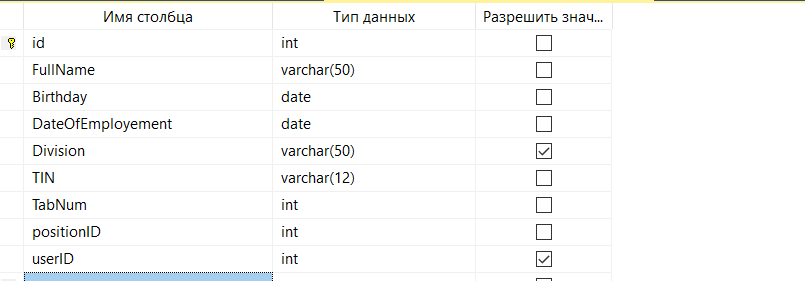 Имя столбца Тип данных Разрешить знач...
id int
FullName varchar(50)
Birthday date
DateOfEmployement date
Division varchar(50)
TIN varchar(12)
TabNum int
positionID int
userID int